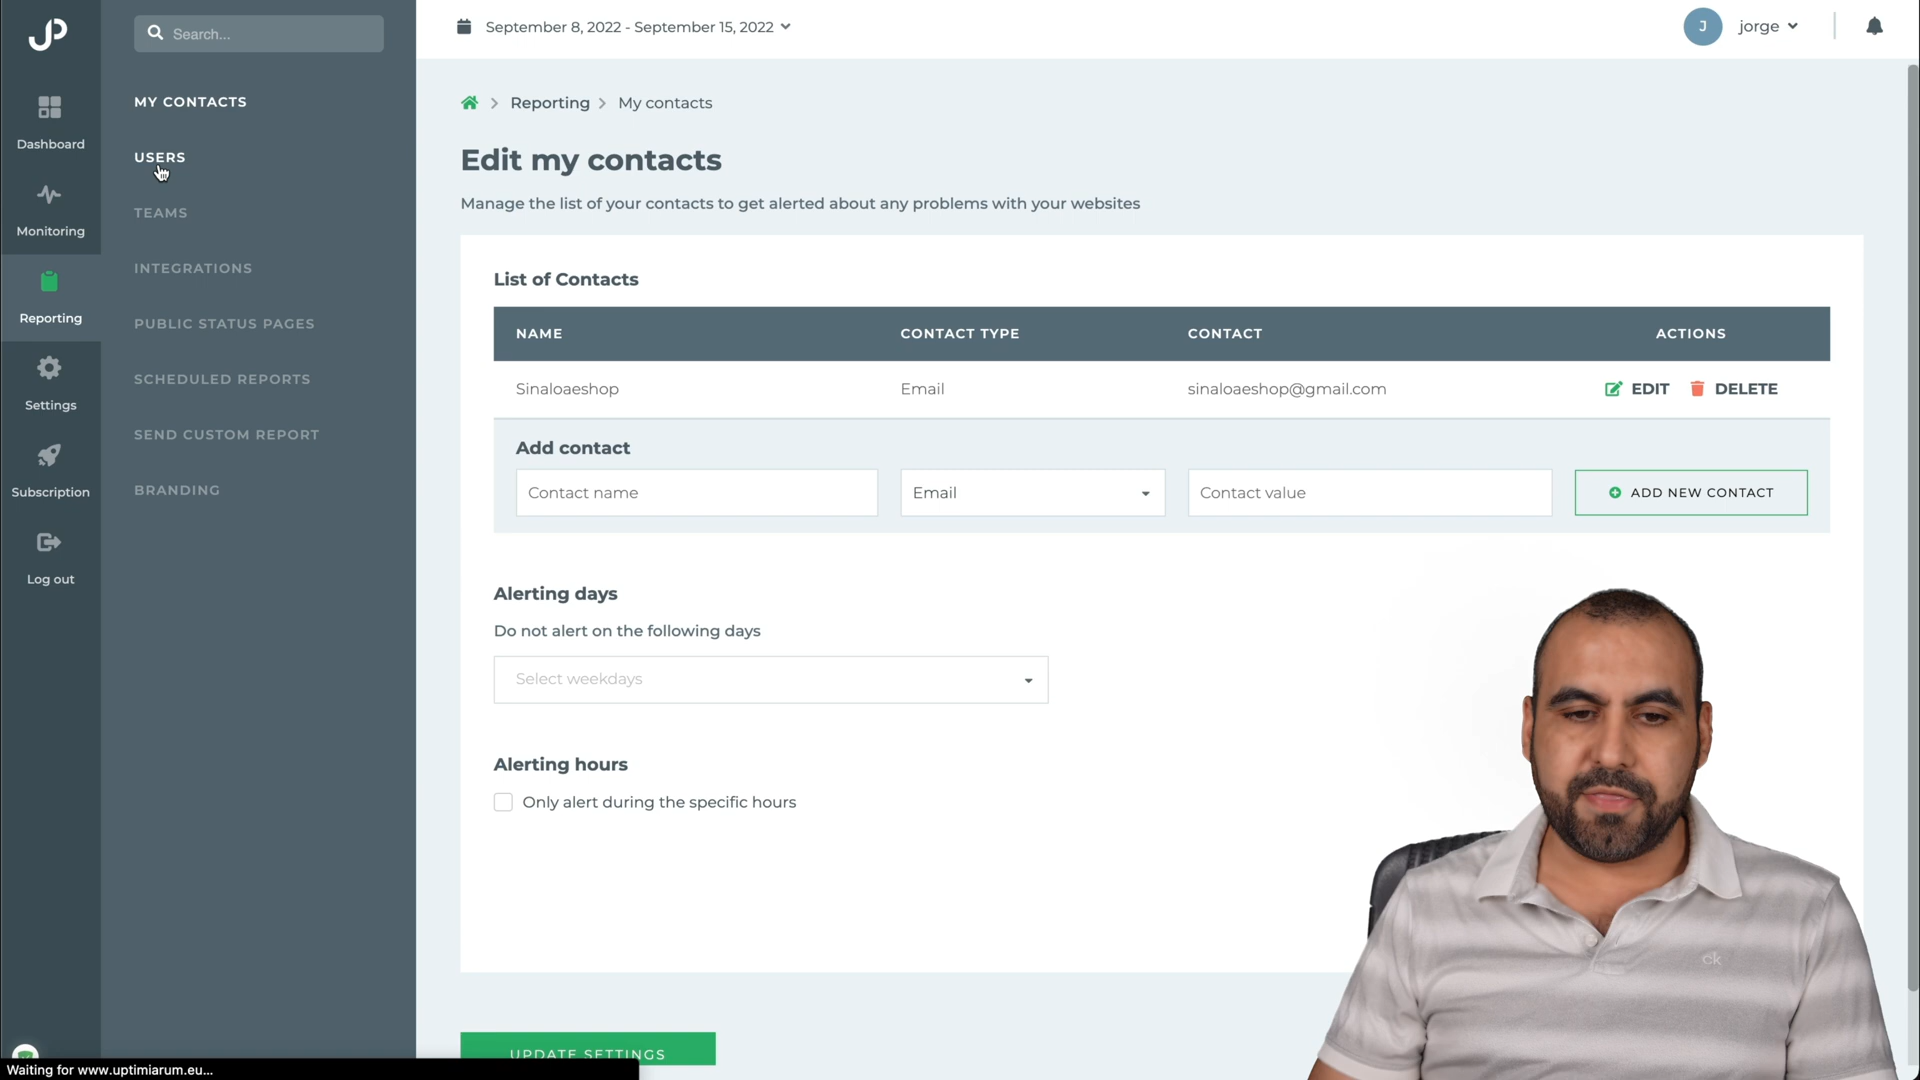 Search...
September 8, 2022 - September 15, 2022
J
jorge
Dashboard
Monitoring
Reporting
Settings
Subscription
Log out
MY CONTACTS
USERS
TEAMS
INTEGRATIONS
PUBLIC STATUS PAGES
SCHEDULED REPORTS
SEND CUSTOM REPORT
BRANDING
Reporting > My contacts
Edit my contacts
Manage the list of your contacts to get alerted about any problems with your websites
List of Contacts
NAME CONTACT TYPE CONTACT ACTIONS
Sinaloaeshop Email sinaloaeshop@gmail.com EDIT DELETE
Add contact
Contact name Email Contact value ADD NEW CONTACT
Alerting days
Do not alert on the following days
Select weekdays
Alerting hours
Only alert during the specific hours
ck
UPDATE SETTINGS
Waiting for www.uptimiarum.eu...